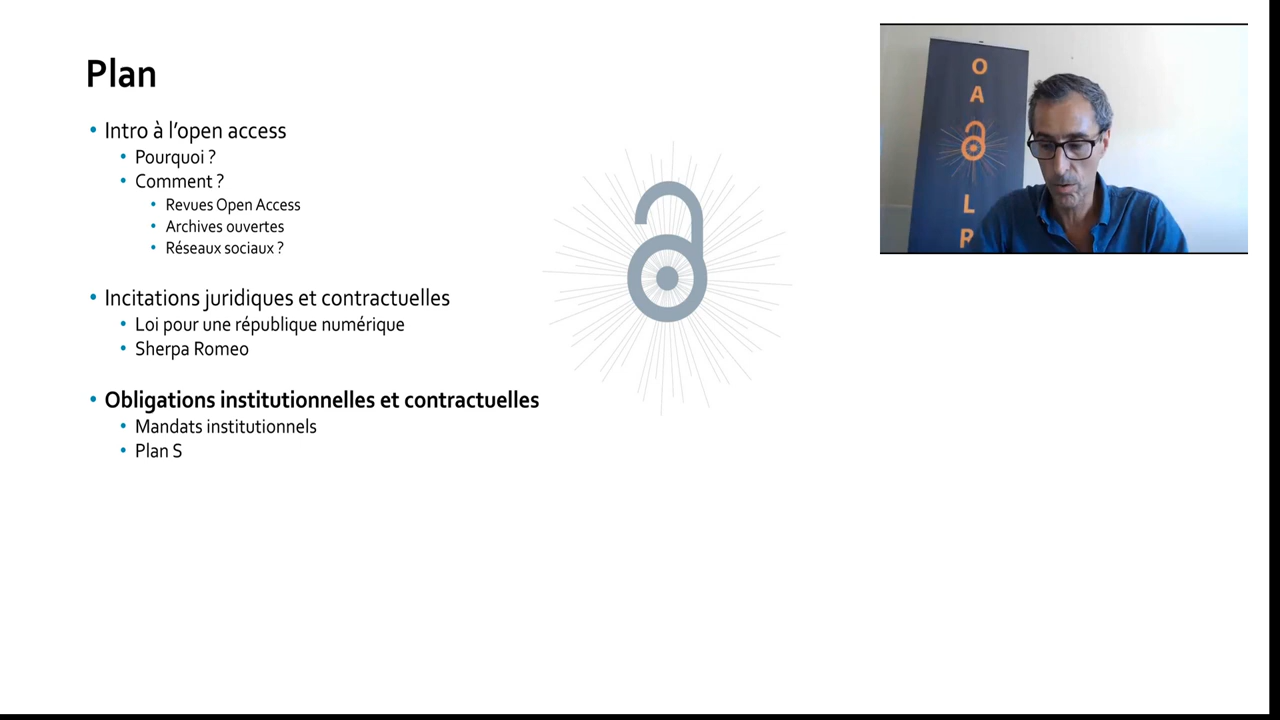 Plan
• Intro à l'open access
• Pourquoi ?
• Comment ?
• Revues Open Access
• Archives ouvertes
• Réseaux sociaux ?
• Incitations juridiques et contractuelles
• Loi pour une république numérique
• Sherpa Romeo
• Obligations institutionnelles et contractuelles
• Mandats institutionnels
• Plan S
O
A
L
R